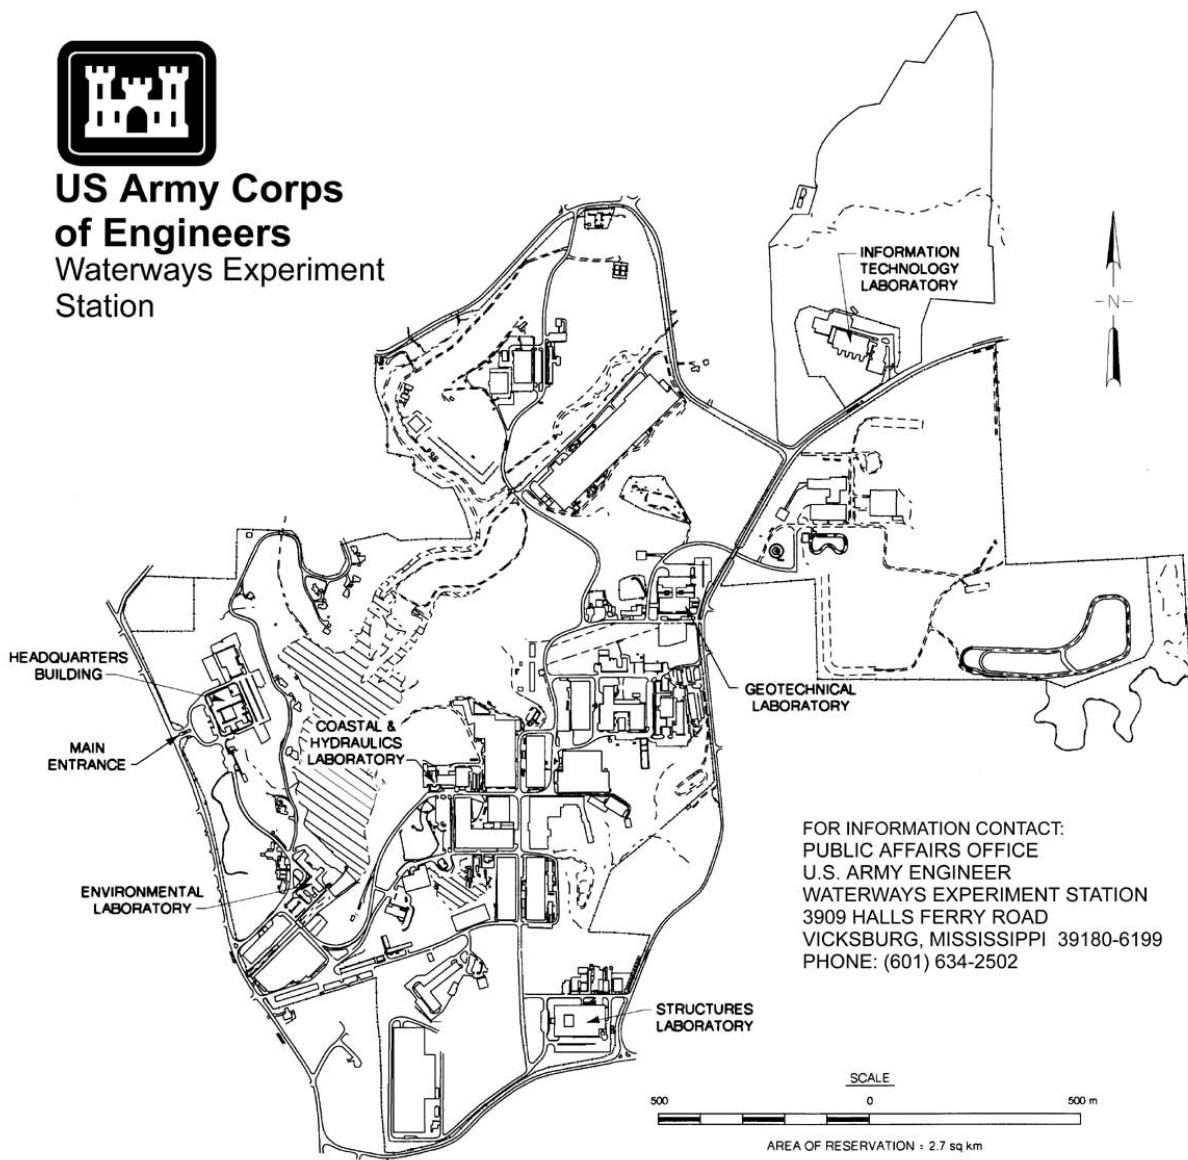 US Army Corps
of Engineers
Waterways Experiment
Station
INFORMATION
TECHNOLOGY
LABORATORY
N
HEADQUARTERS
BUILDING
MAIN
ENTRANCE
COASTAL &
HYDRAULICS
LABORATORY
GEOTECHNICAL
LABORATORY
ENVIRONMENTAL
LABORATORY
STRUCTURES
LABORATORY
FOR INFORMATION CONTACT:
PUBLIC AFFAIRS OFFICE
U.S. ARMY ENGINEER
WATERWAYS EXPERIMENT STATION
3909 HALLS FERRY ROAD
VICKSBURG, MISSISSIPPI 39180-6199
PHONE: (601) 634-2502
SCALE
500 0 500 m
AREA OF RESERVATION = 2.7 sq km